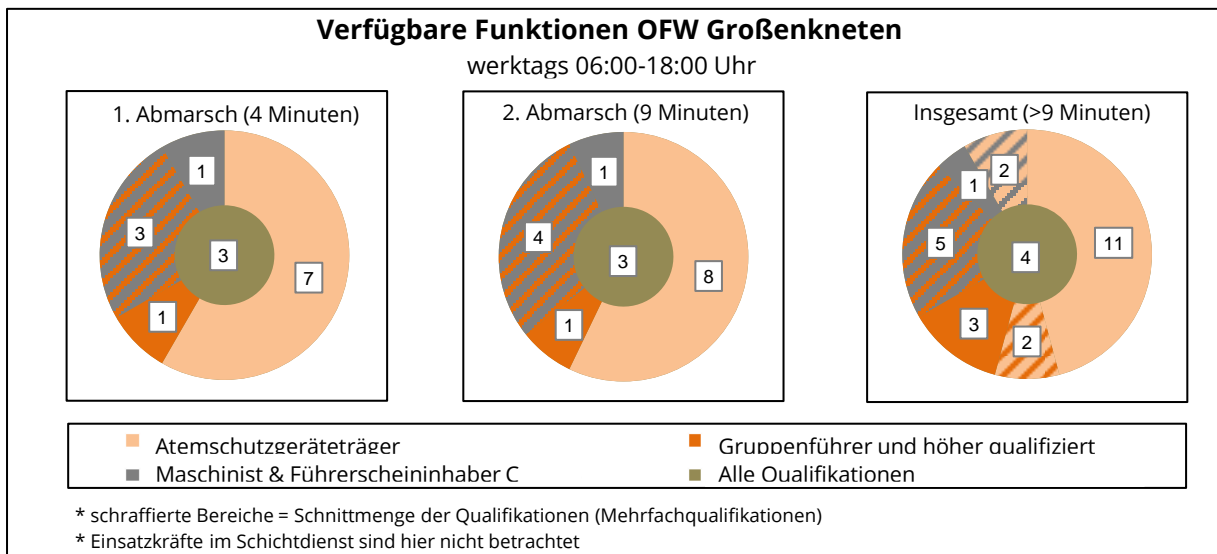 Verfügbare Funktionen OFW Großenkneten
werktags 06:00-18:00 Uhr
1. Abmarsch (4 Minuten)
1
3
3
7
1
2. Abmarsch (9 Minuten)
1
4
3
8
1
Insgesamt (>9 Minuten)
2
1
5
4
11
3
2
Atemschutzgeräteträger
Gruppenführer und höher qualifiziert
Maschinist & Führerscheininhaber C
Alle Qualifikationen
* schraffierte Bereiche = Schnittmenge der Qualifikationen (Mehrfachqualifikationen)
* Einsatzkräfte im Schichtdienst sind hier nicht betrachtet